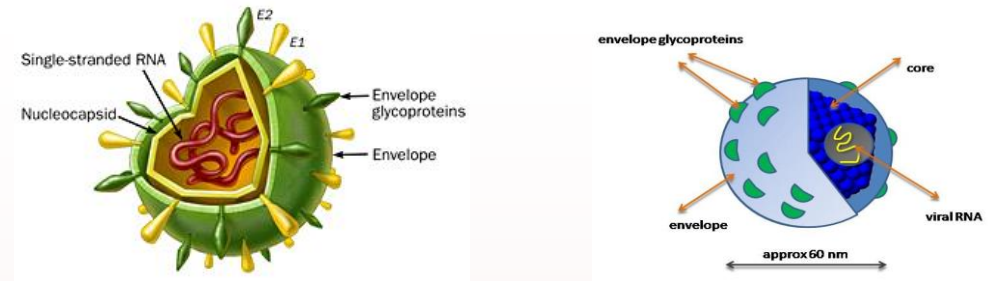 E2
E1
Single-stranded RNA
Nucleocapsid
Envelope
glycoproteins
Envelope
envelope glycoproteins
core
envelope
viral RNA
approx 60 nm